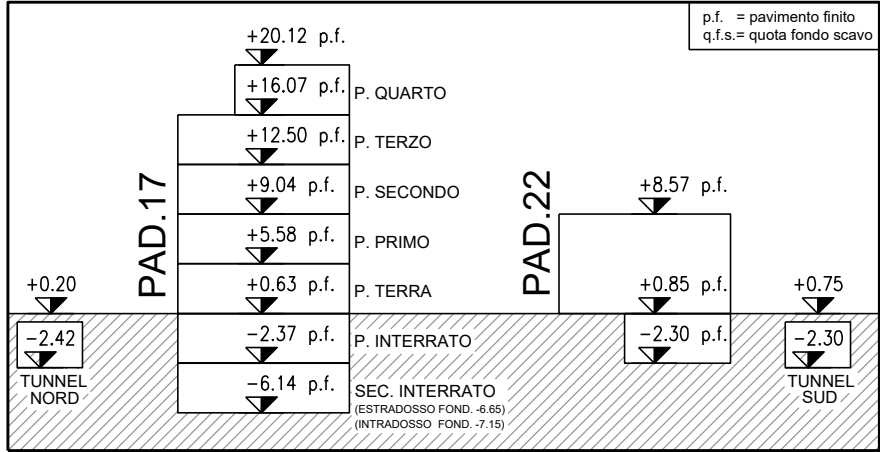 p.f. = pavimento finito
q.f.s.= quota fondo scavo
+20.12 p.f.
+16.07 p.f.
P. QUARTO
+12.50 p.f.
P. TERZO
PAD.17
+9.04 p.f.
P. SECONDO
+5.58 p.f.
P. PRIMO
+0.63 p.f.
P. TERRA
-2.37 p.f.
P. INTERRATO
-6.14 p.f.
SEC. INTERRATO
(ESTRADOSSO FOND. -6.65)
(INTRADOSSO FOND. -7.15)
+0.20
-2.42
TUNNEL
NORD
PAD.22
+8.57 p.f.
+0.85 p.f.
-2.30 p.f.
+0.75
-2.30
TUNNEL
SUD